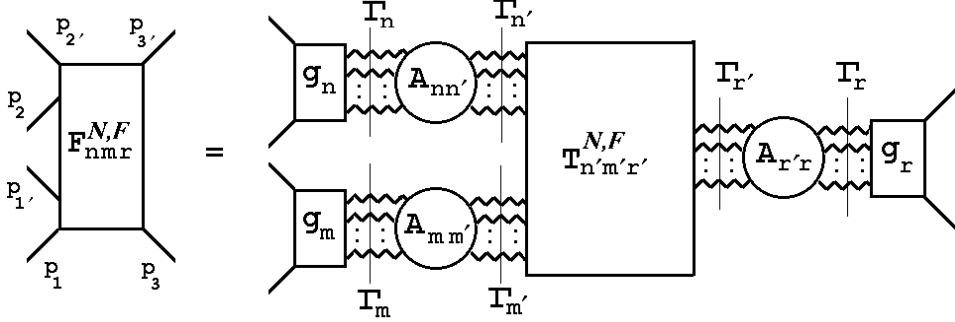 p2′ p3′
p2
F^{N,F}_{nmr}
p1′
p1 p3
=
Γn Γn′
gn Ann′
T^{N,F}_{n′m′r′}
Γr′ Γr
Ar′r gr
gm Amm′
Γm Γm′